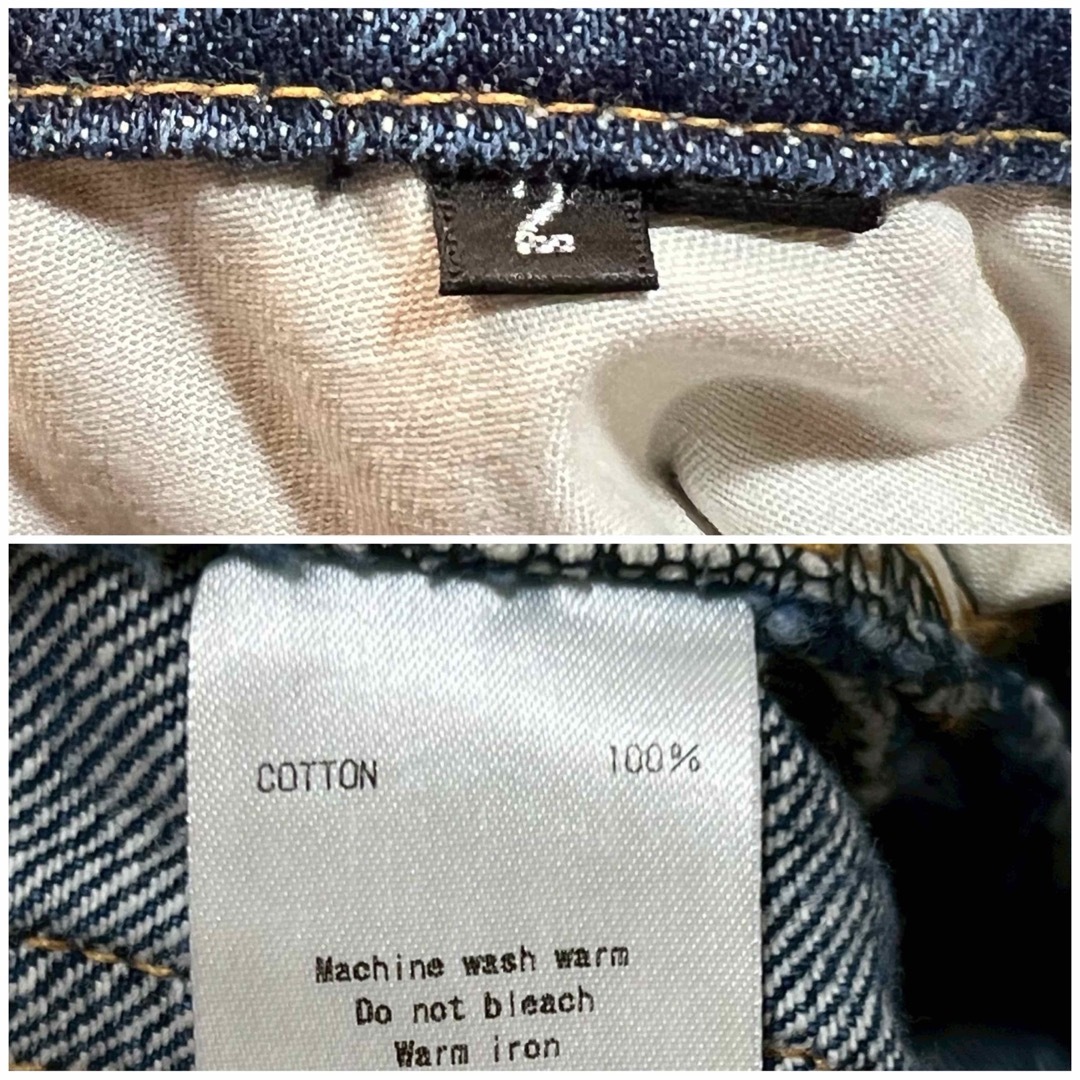 2
COTTON 100%
Machine wash warm
Do not bleach
Warm iron